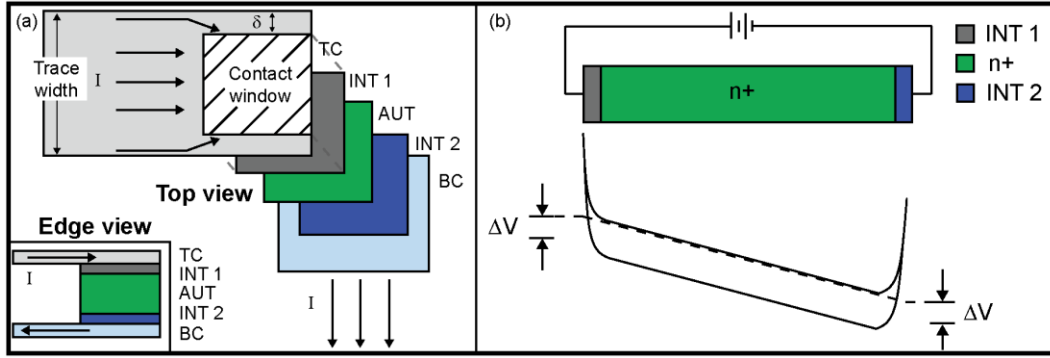 (a)
δ
TC
Trace
width
I
Contact
window
INT 1
AUT
INT 2
BC
Top view
Edge view
TC
INT 1
AUT
INT 2
BC
I
I
(b)
INT 1
n+
INT 2
n+
ΔV
ΔV